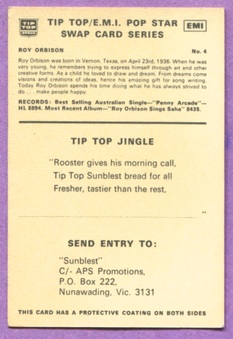 TIP TOP
TIP TOP/E.M.I. POP STAR
SWAP CARD SERIES
EMI
ROY ORBISON
No. 4
Roy Orbison was born in Vernon, Texas, on April 23rd, 1936. When he was
very young, he remembers trying to express himself through art and other
creative forms. As a child he loved to draw and dream. From dreams come
visions and creations of ideas, hence his amazing gift for song writing.
Today Roy Orbison spends his time doing what he has always strived to
do . . . make people happy.
RECORDS: Best Selling Australian Single—"Penny Arcade"—
HL 8894. Most Recent Album—"Roy Orbison Sings Saha" 8435.
TIP TOP JINGLE
"Rooster gives his morning call,
Tip Top Sunblest bread for all
Fresher, tastier than the rest,
"
SEND ENTRY TO:
"Sunblest"
C/- APS Promotions,
P.O. Box 222,
Nunawading, Vic. 3131
THIS CARD HAS A PROTECTIVE COATING ON BOTH SIDES